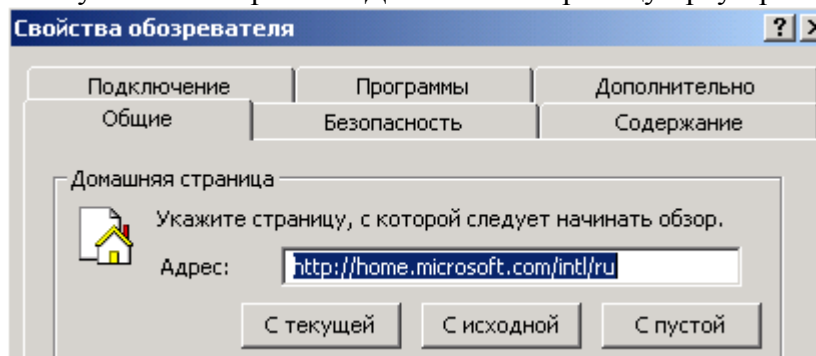 Свойства обозревателя
Подключение Программы Дополнительно
Общие Безопасность Содержание
Домашняя страница
Укажите страницу, с которой следует начинать обзор.
Адрес: http://home.microsoft.com/intl/ru
С текущей С исходной С пустой